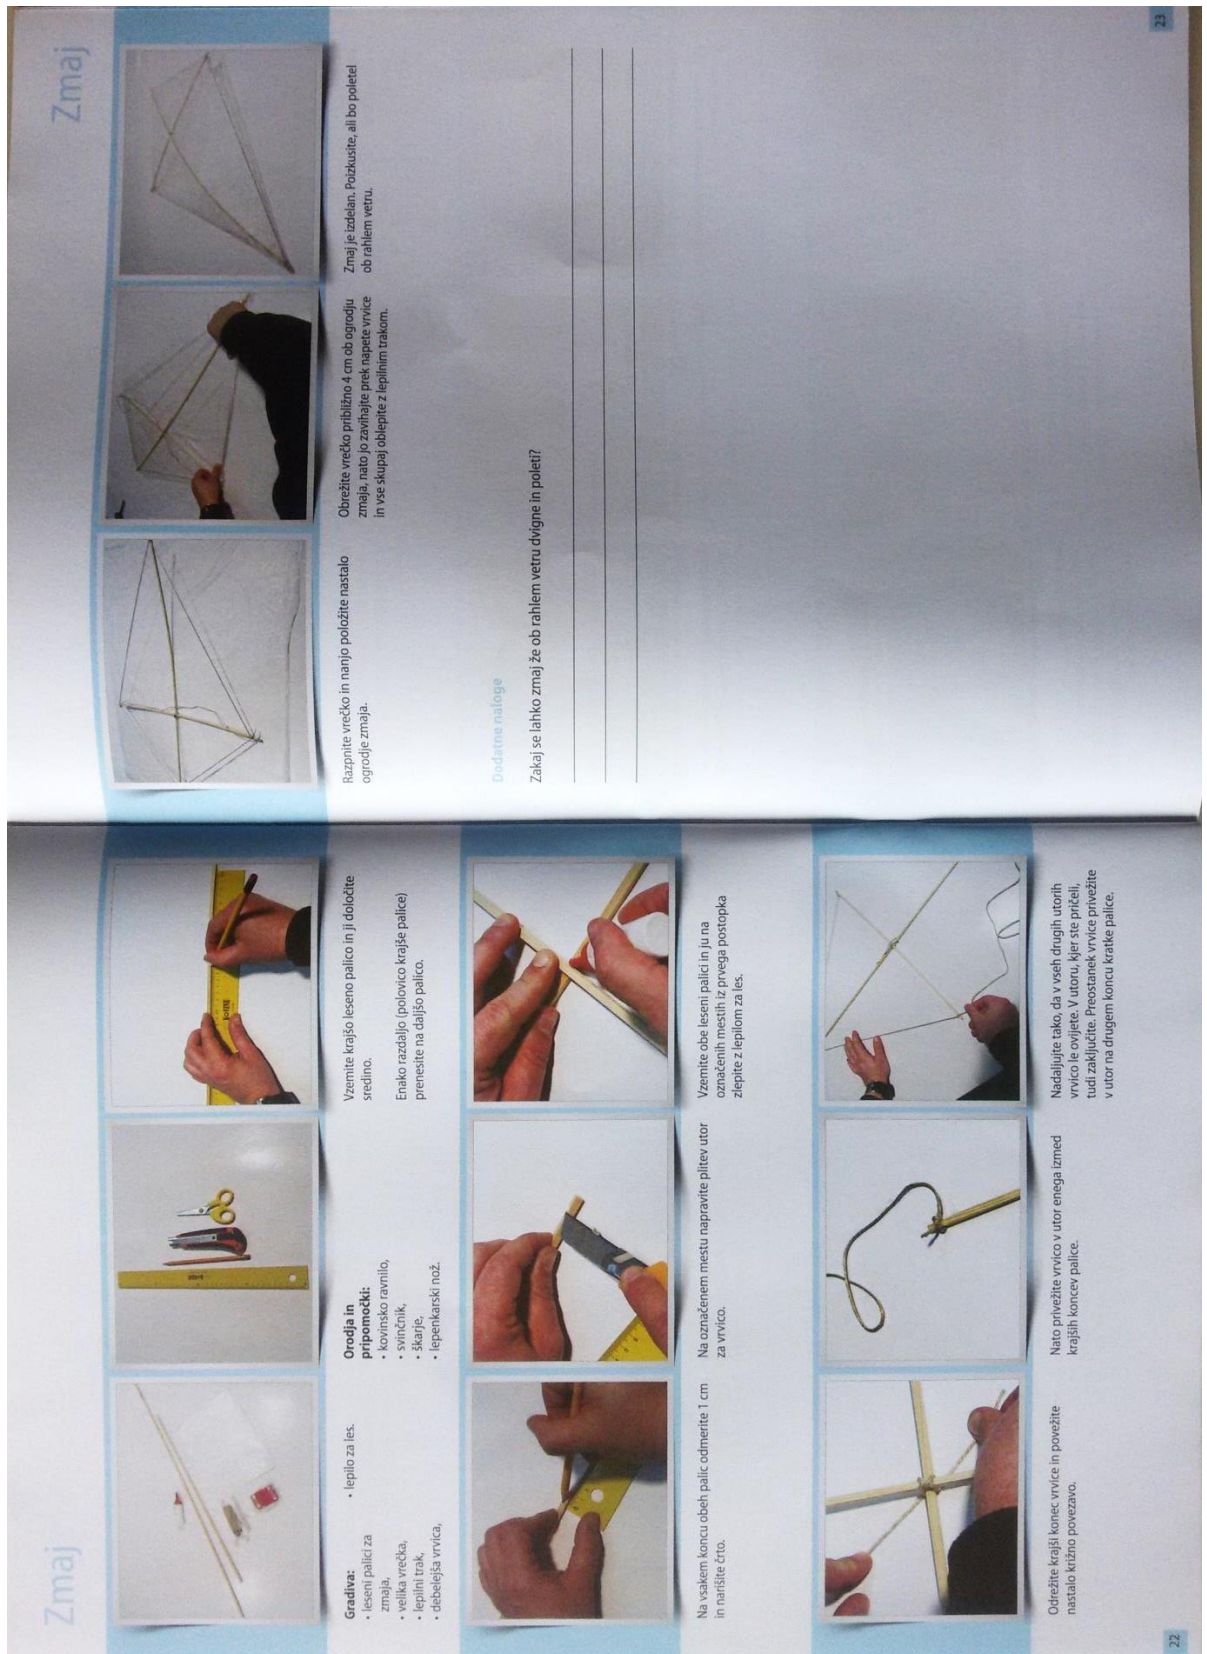 Zmaj
Gradiva:
• leseni palici za
zmaja,
• velika vrečka,
• lepilni trak,
• debelejša vrvica,
• lepilo za les.
Orodja in
pripomočki:
• kovinsko ravnilo,
• svinčnik,
• škarje,
• lepenkarski nož.
Vzemite krajšo leseno palico in ji določite
sredino.
Enako razdaljo (polovico krajše palice)
prenesite na daljšo palico.
Na vsakem koncu obeh palic odmerite 1 cm
in narišite črto.
Na označenem mestu napravite plitev utor
za vrvico.
Vzemite obe leseni palici in ju na
označenih mestih iz prvega postopka
zlepite z lepilom za les.
Odrežite krajši konec vrvice in povežite
nastalo križno povezavo.
Nato privežite vrvico v utor enega izmed
krajših koncev palice.
Nadaljujte tako, da v vseh drugih utorih
vrvico le ovijete. V utoru, kjer ste pričeli,
tudi zaključite. Preostanek vrvice privežite
v utor na drugem koncu kratke palice.
22
Zmaj
Razpnite vrečko in nanjo položite nastalo
ogrodje zmaja.
Obrežite vrečko približno 4 cm ob ogrodju
zmaja, nato jo zavihajte prek napete vrvice
in vse skupaj oblepite z lepilnim trakom.
Zmaj je izdelan. Poizkusite, ali bo poletel
ob rahlem vetru.
Dodatne naloge
Zakaj se lahko zmaj že ob rahlem vetru dvigne in poleti?
23